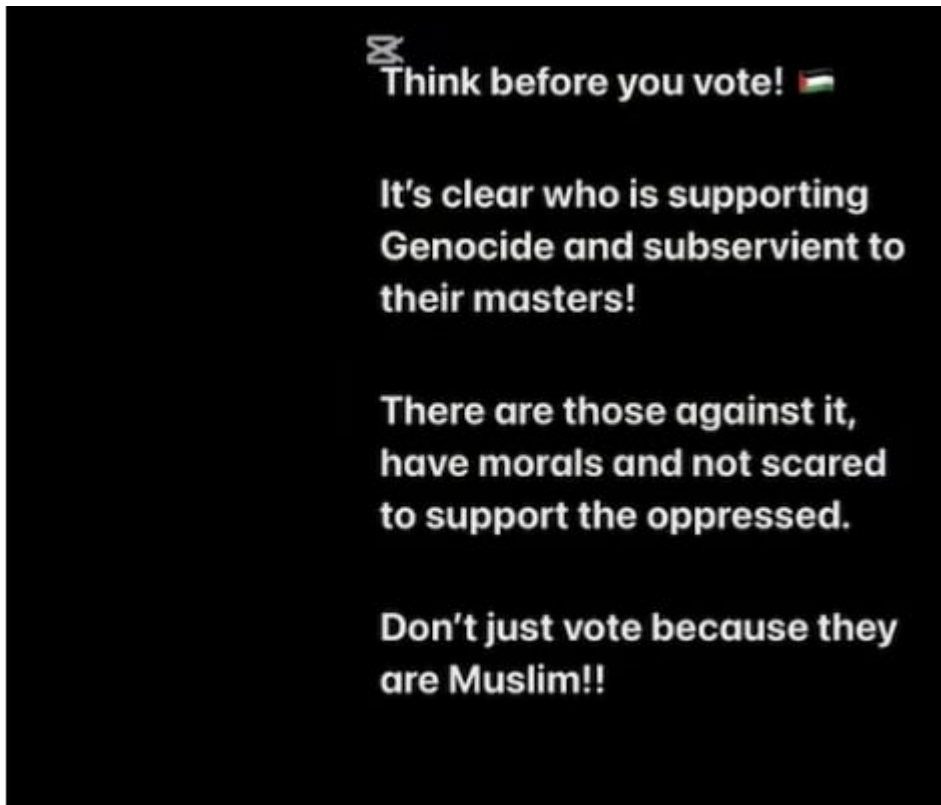 Think before you vote! 🇵🇸
It's clear who is supporting
Genocide and subservient to
their masters!
There are those against it,
have morals and not scared
to support the oppressed.
Don't just vote because they
are Muslim!!